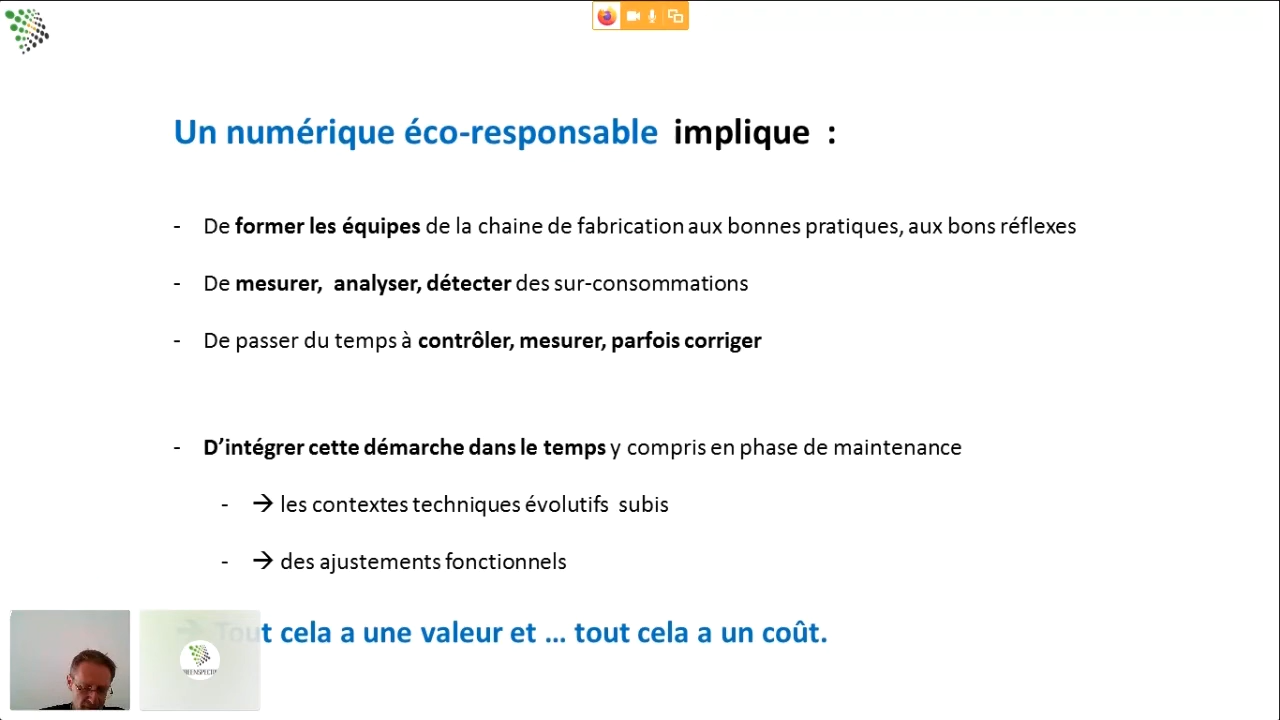 Un numérique éco-responsable implique :
- De former les équipes de la chaine de fabrication aux bonnes pratiques, aux bons réflexes
- De mesurer, analyser, détecter des sur-consommations
- De passer du temps à contrôler, mesurer, parfois corriger
- D’intégrer cette démarche dans le temps y compris en phase de maintenance
- → les contextes techniques évolutifs subis
- → des ajustements fonctionnels
→ Tout cela a une valeur et ... tout cela a un coût.